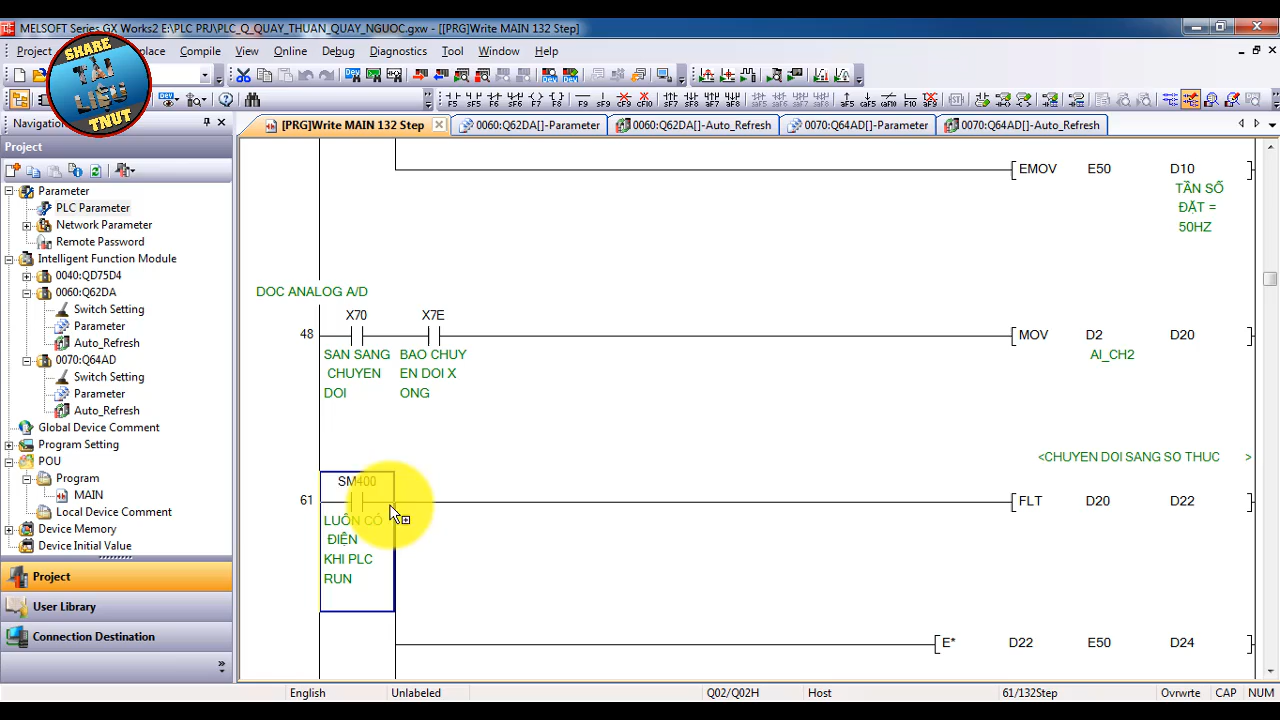 MELSOFT Series GX Works2 E:\PLC PRJ\PLC_Q_QUAY_THUAN_QUAY_NGUOC.gxw - [[PRG]Write MAIN 132 Step]
Project place Compile View Online Debug Diagnostics Tool Window Help
SHARE
TÀI
LIỆU
TNUT
Navigation
[PRG]Write MAIN 132 Step
0060:Q62DA[]-Parameter
0060:Q62DA[]-Auto_Refresh
0070:Q64AD[]-Parameter
0070:Q64AD[]-Auto_Refresh
Project
Parameter
PLC Parameter
Network Parameter
Remote Password
Intelligent Function Module
0040:QD75D4
0060:Q62DA
Switch Setting
Parameter
Auto_Refresh
0070:Q64AD
Switch Setting
Parameter
Auto_Refresh
Global Device Comment
Program Setting
POU
Program
MAIN
Local Device Comment
Device Memory
Device Initial Value
Project
User Library
Connection Destination
EMOV E50 D10
TẦN SỐ
ĐẶT =
50HZ
DOC ANALOG A/D
X70 X7E
48 MOV D2 D20
SAN SANG BAO CHUY AI_CH2
CHUYEN EN DOI X
DOI ONG
<CHUYEN DOI SANG SO THUC >
SM400
61 FLT D20 D22
LUÔN CÓ
ĐIỆN
KHI PLC
RUN
E* D22 E50 D24
English Unlabeled Q02/Q02H Host 61/132Step Ovrwrte CAP NUM